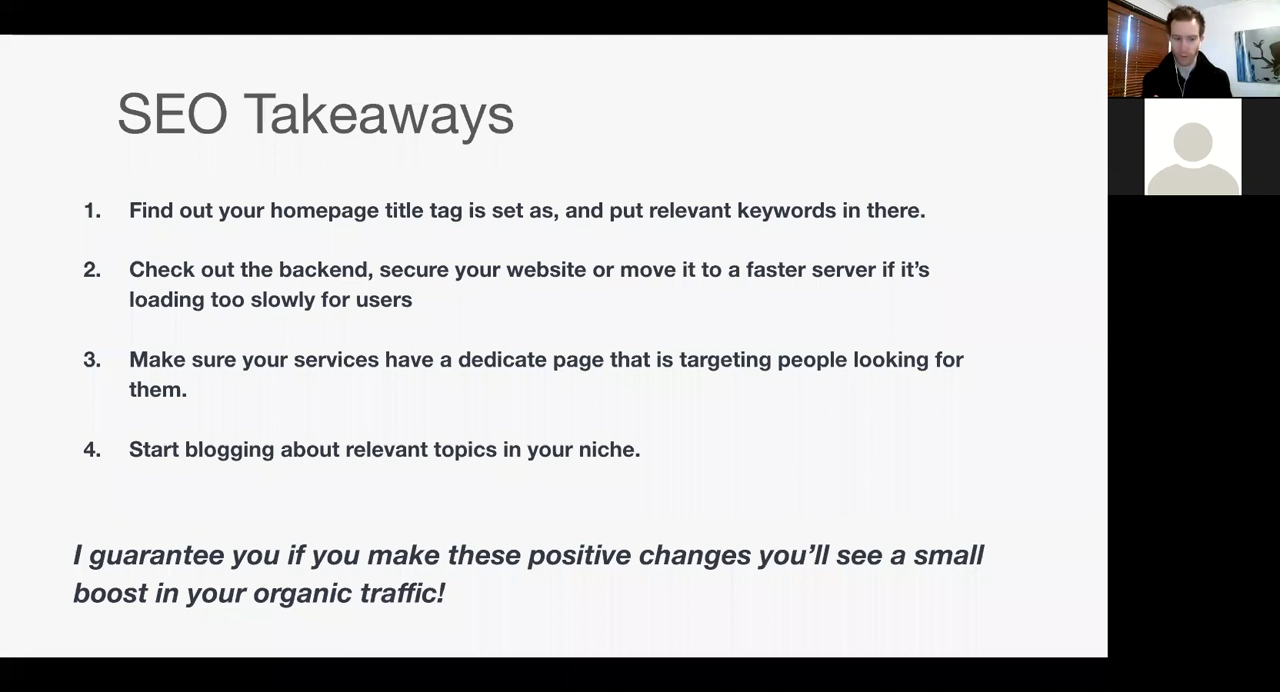 SEO Takeaways
1. Find out your homepage title tag is set as, and put relevant keywords in there.
2. Check out the backend, secure your website or move it to a faster server if it's
loading too slowly for users
3. Make sure your services have a dedicate page that is targeting people looking for
them.
4. Start blogging about relevant topics in your niche.
I guarantee you if you make these positive changes you'll see a small
boost in your organic traffic!